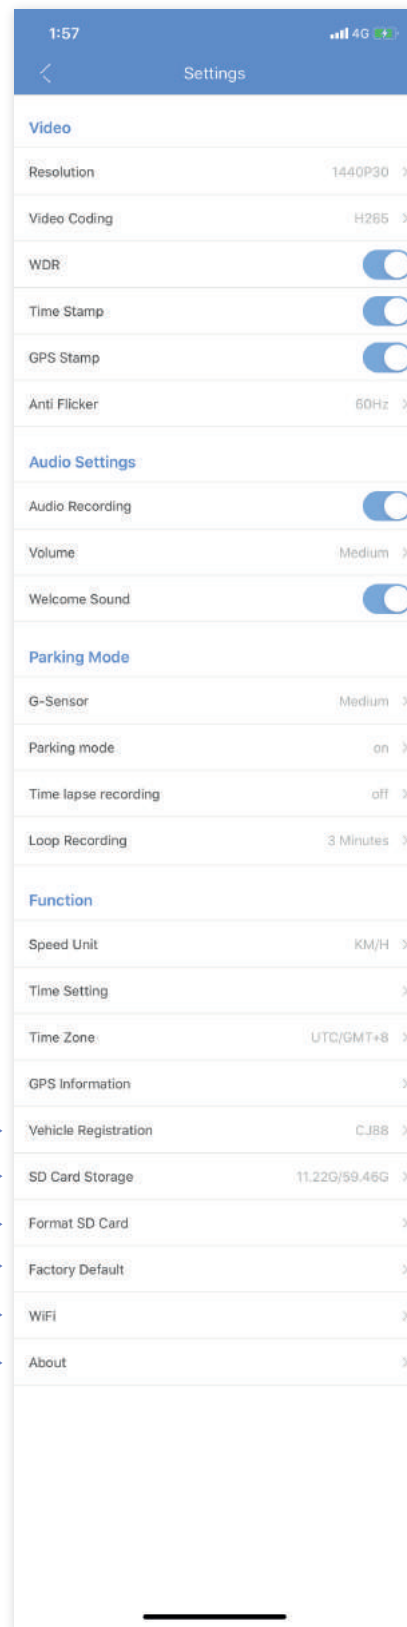 1:57 4G
Settings
Video
Resolution 1440P30
Video Coding H265
WDR
Time Stamp
GPS Stamp
Anti Flicker 60Hz
Audio Settings
Audio Recording
Volume Medium
Welcome Sound
Parking Mode
G-Sensor Medium
Parking mode on
Time lapse recording off
Loop Recording 3 Minutes
Function
Speed Unit KM/H
Time Setting
Time Zone UTC/GMT+8
GPS Information
Vehicle Registration CJ88
SD Card Storage 11.22G/59.46G
Format SD Card
Factory Default
WiFi
About